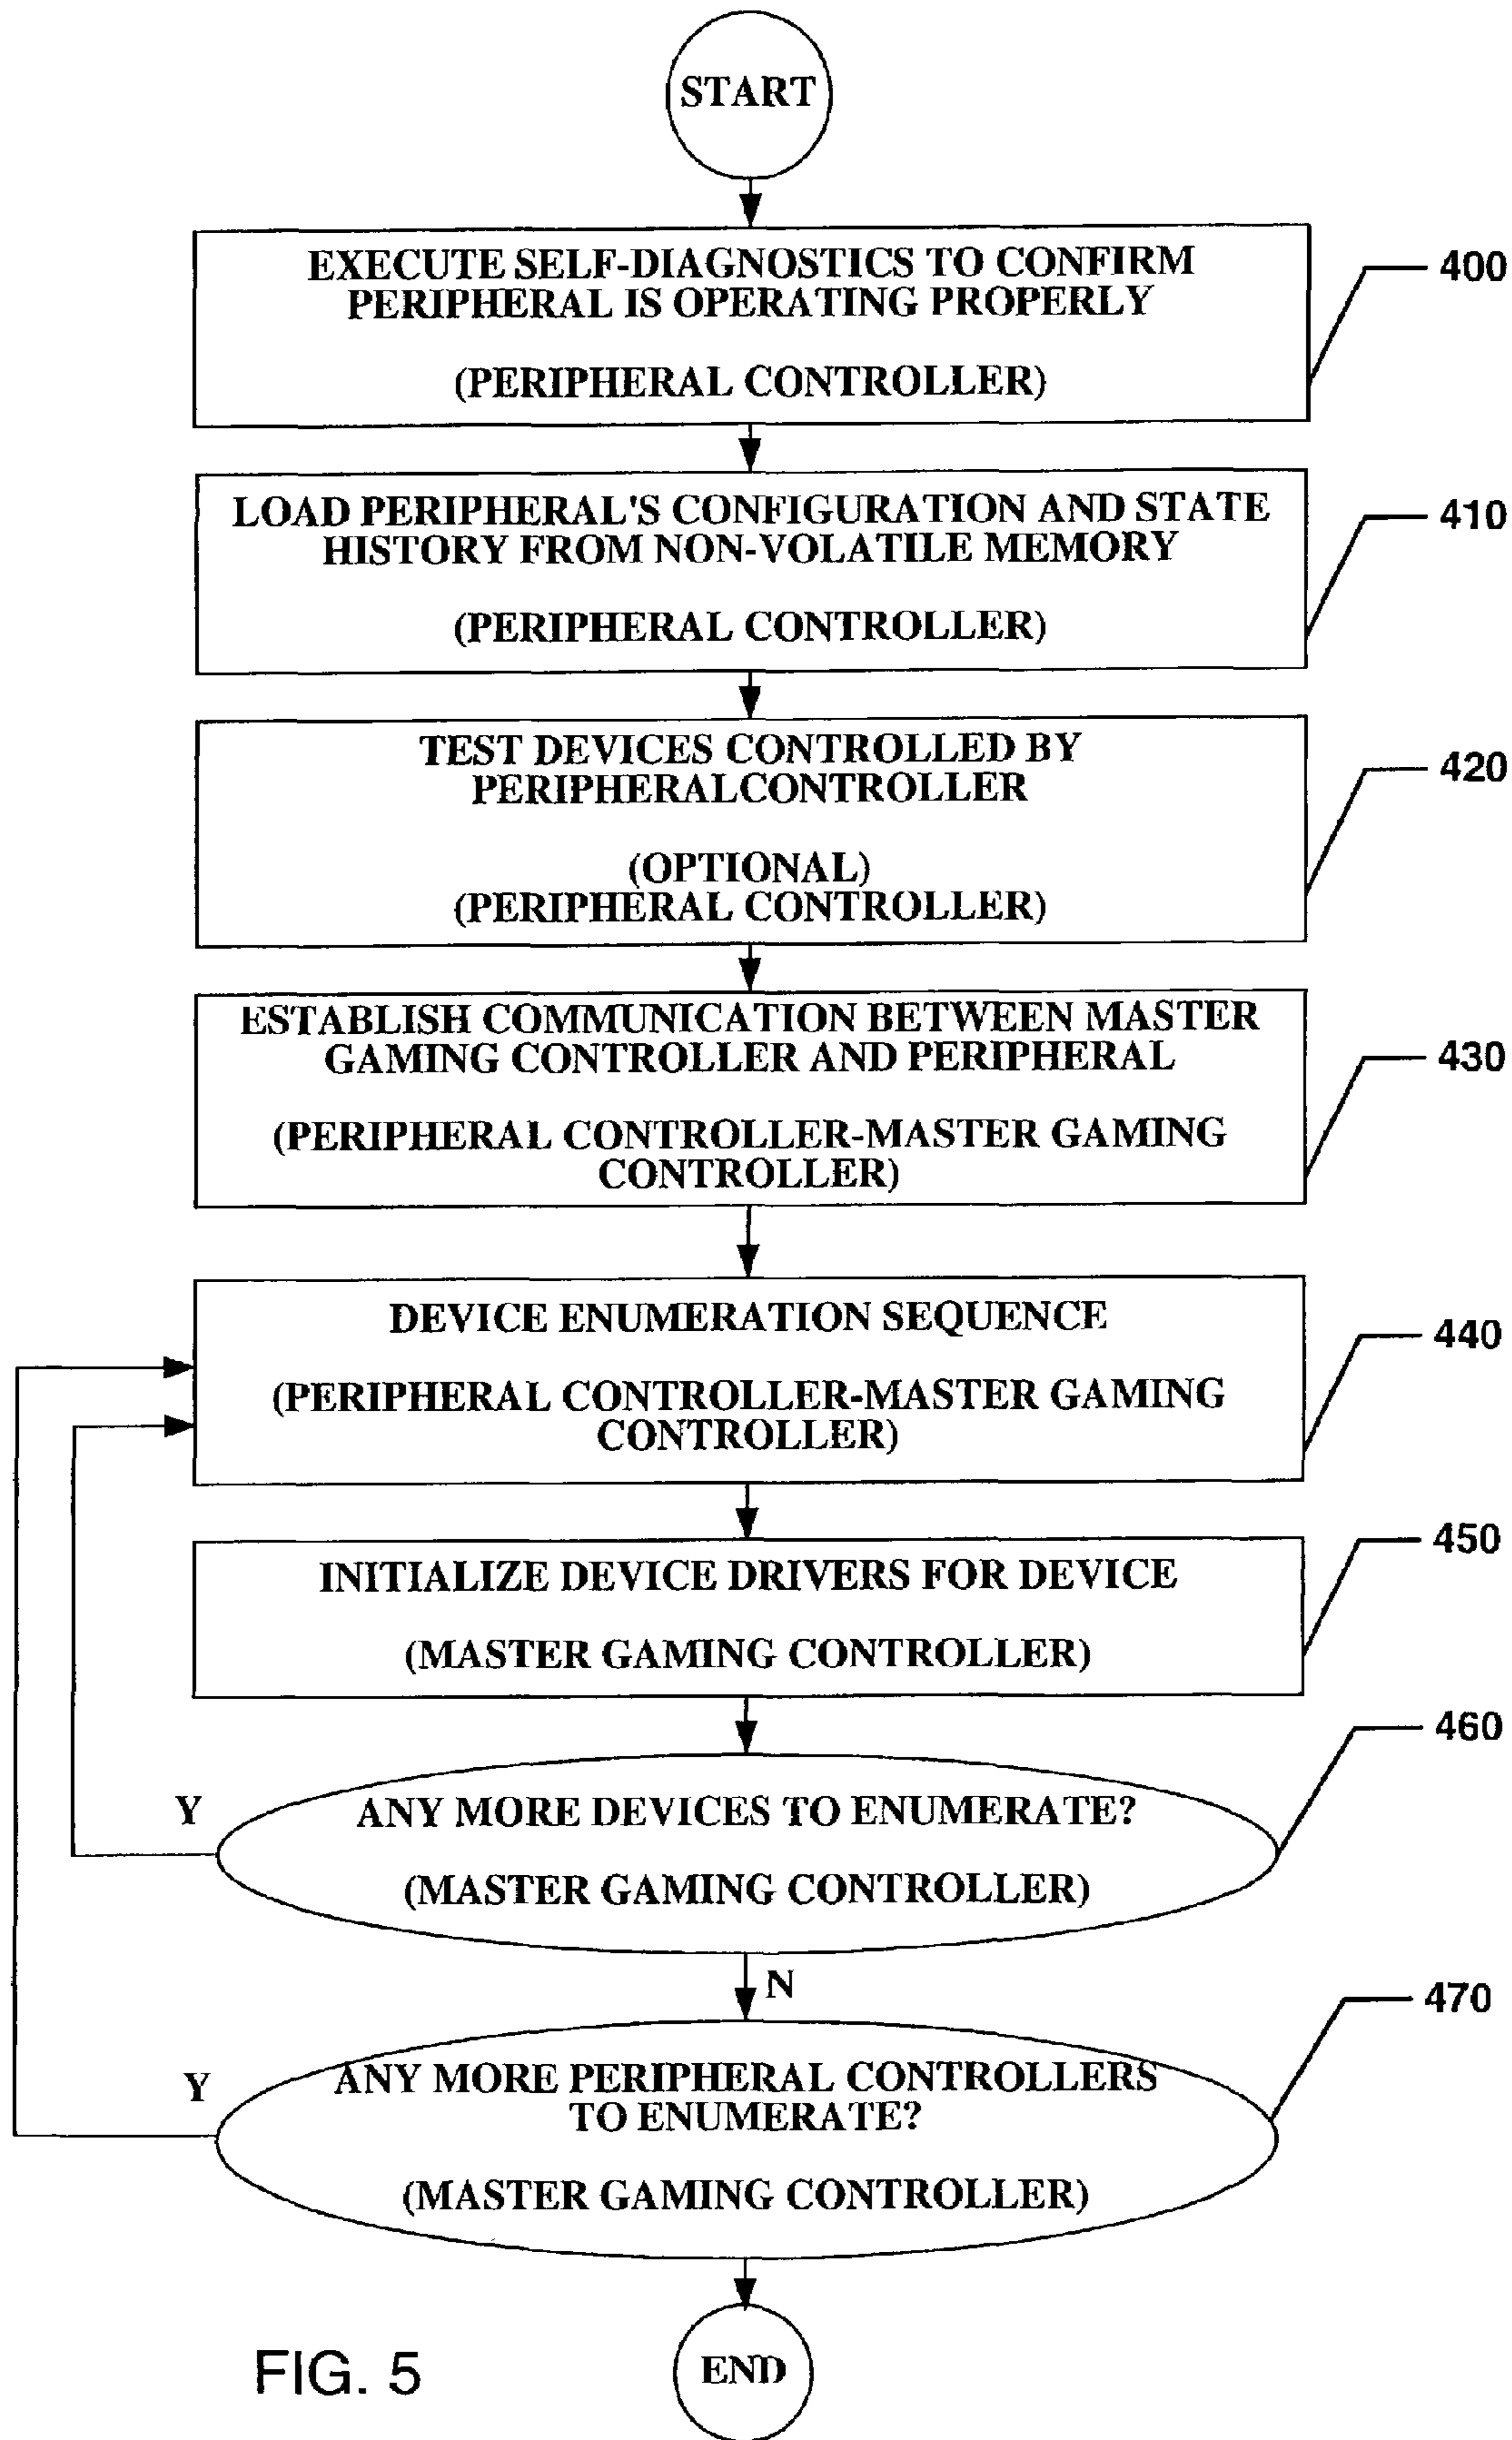 START
EXECUTE SELF-DIAGNOSTICS TO CONFIRM
PERIPHERAL IS OPERATING PROPERLY
(PERIPHERAL CONTROLLER)
400
LOAD PERIPHERAL'S CONFIGURATION AND STATE
HISTORY FROM NON-VOLATILE MEMORY
(PERIPHERAL CONTROLLER)
410
TEST DEVICES CONTROLLED BY
PERIPHERALCONTROLLER
(OPTIONAL)
(PERIPHERAL CONTROLLER)
420
ESTABLISH COMMUNICATION BETWEEN MASTER
GAMING CONTROLLER AND PERIPHERAL
(PERIPHERAL CONTROLLER-MASTER GAMING
CONTROLLER)
430
DEVICE ENUMERATION SEQUENCE
(PERIPHERAL CONTROLLER-MASTER GAMING
CONTROLLER)
440
INITIALIZE DEVICE DRIVERS FOR DEVICE
(MASTER GAMING CONTROLLER)
450
Y
ANY MORE DEVICES TO ENUMERATE?
(MASTER GAMING CONTROLLER)
460
N
Y
ANY MORE PERIPHERAL CONTROLLERS
TO ENUMERATE?
(MASTER GAMING CONTROLLER)
470
END
FIG. 5